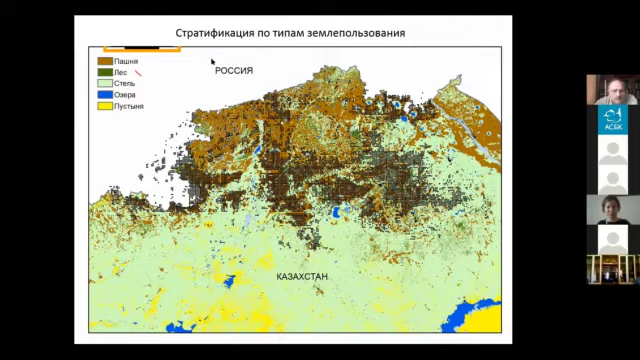 Стратификация по типам землепользования
Пашня
Лес
Степь
Озера
Пустыня
РОССИЯ
КАЗАХСТАН
АСБК